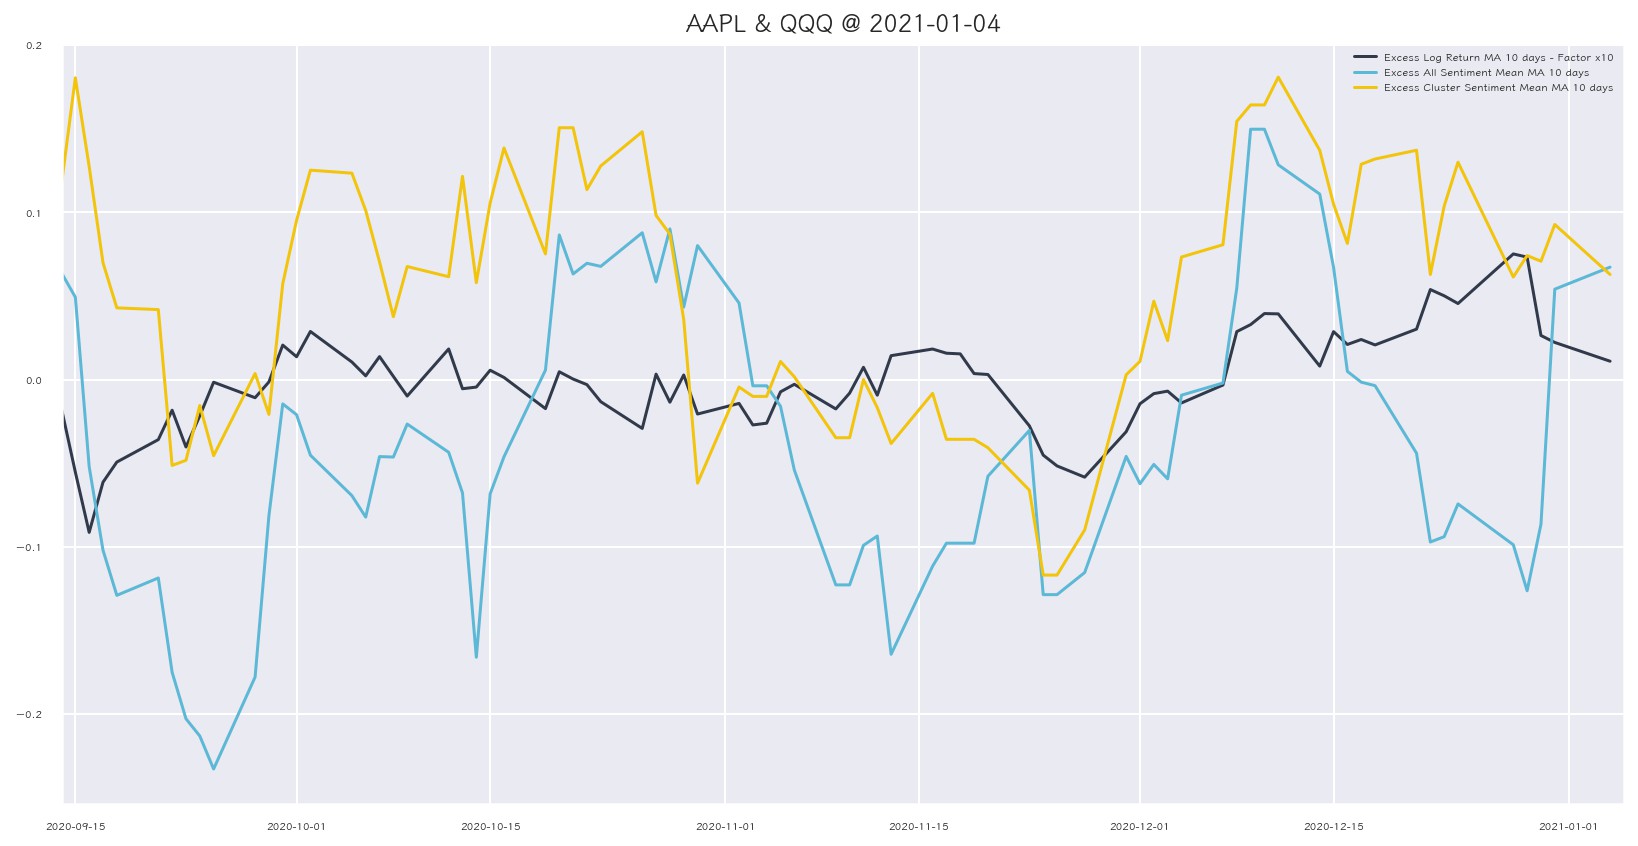 AAPL & QQQ @ 2021-01-04
Excess Log Return MA 10 days - Factor x10
Excess All Sentiment Mean MA 10 days
Excess Cluster Sentiment Mean MA 10 days
0.2
0.1
0.0
−0.1
−0.2
2020-09-15 2020-10-01 2020-10-15 2020-11-01 2020-11-15 2020-12-01 2020-12-15 2021-01-01